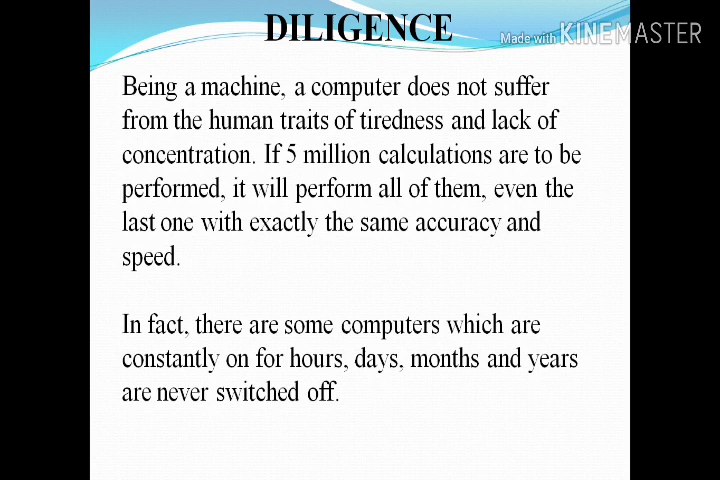 DILIGENCE
Made with KINEMASTER
Being a machine, a computer does not suffer
from the human traits of tiredness and lack of
concentration. If 5 million calculations are to be
performed, it will perform all of them, even the
last one with exactly the same accuracy and
speed.
In fact, there are some computers which are
constantly on for hours, days, months and years
are never switched off.